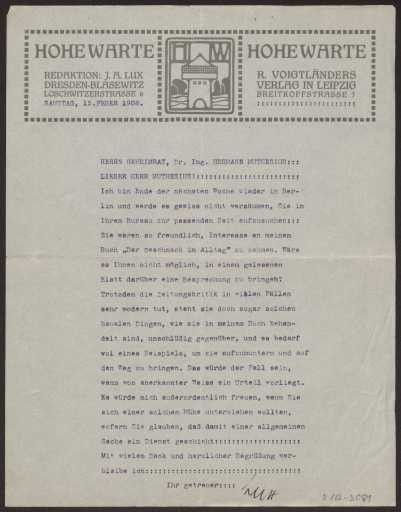 HOHE WARTE
REDAKTION: J. A. LUX
DRESDEN-BLASEWITZ
LOSCHWITZERSTRASSE 6
HW
HOHE WARTE
R. VOIGTLÄNDERS
VERLAG IN LEIPZIG
BREITKOPFSTRASSE 7
SAMSTAG, 15. FEBER 1908.
HERRN GEHEIMRAT, Dr. Ing. HERMANN MUTHESIUS:::
LIEBER HERR MUTHESIUS!::::::::::::::::::::::::
Ich bin Ende der nächsten Woche wieder in Ber-
lin und werde es gewiss nicht versäumen, Sie in
Ihrem Bureau zur passenden Zeit aufzusuchen:::
Sie waren so freundlich, Interesse an meinem
Buch „Der Geschmack im Alltag" zu nehmen. Wäre
es Ihnen nicht möglich, in einem gelesenen
Blatt darüber eine Besprechung zu bringen?
Trotzdem die Zeitungskritik in vielen Fällen
sehr modern tut, steht sie doch sogar solchen
banalen Dingen, wie sie in meinem Buch behan-
delt sind, unschlüssig gegenüber, und es bedarf
wol eines Beispiels, um sie aufzumuntern und auf
den Weg zu bringen. Das würde der Fall sein,
wenn von anerkannter Weise ein Urteil vorliegt.
Es würde mich ausserordentlich freuen, wenn Sie
sich einer solchen Mühe unterziehen wollten,
sofern Sie glauben, daß damit einer allgemeinen
Sache ein Dienst geschieht::::::::::::::::::::
Mit vielem Dank und herzlicher Begrüßung ver-
bleibe ich::::::::::::::::::::::::::::::::::::
Ihr getreuer::::